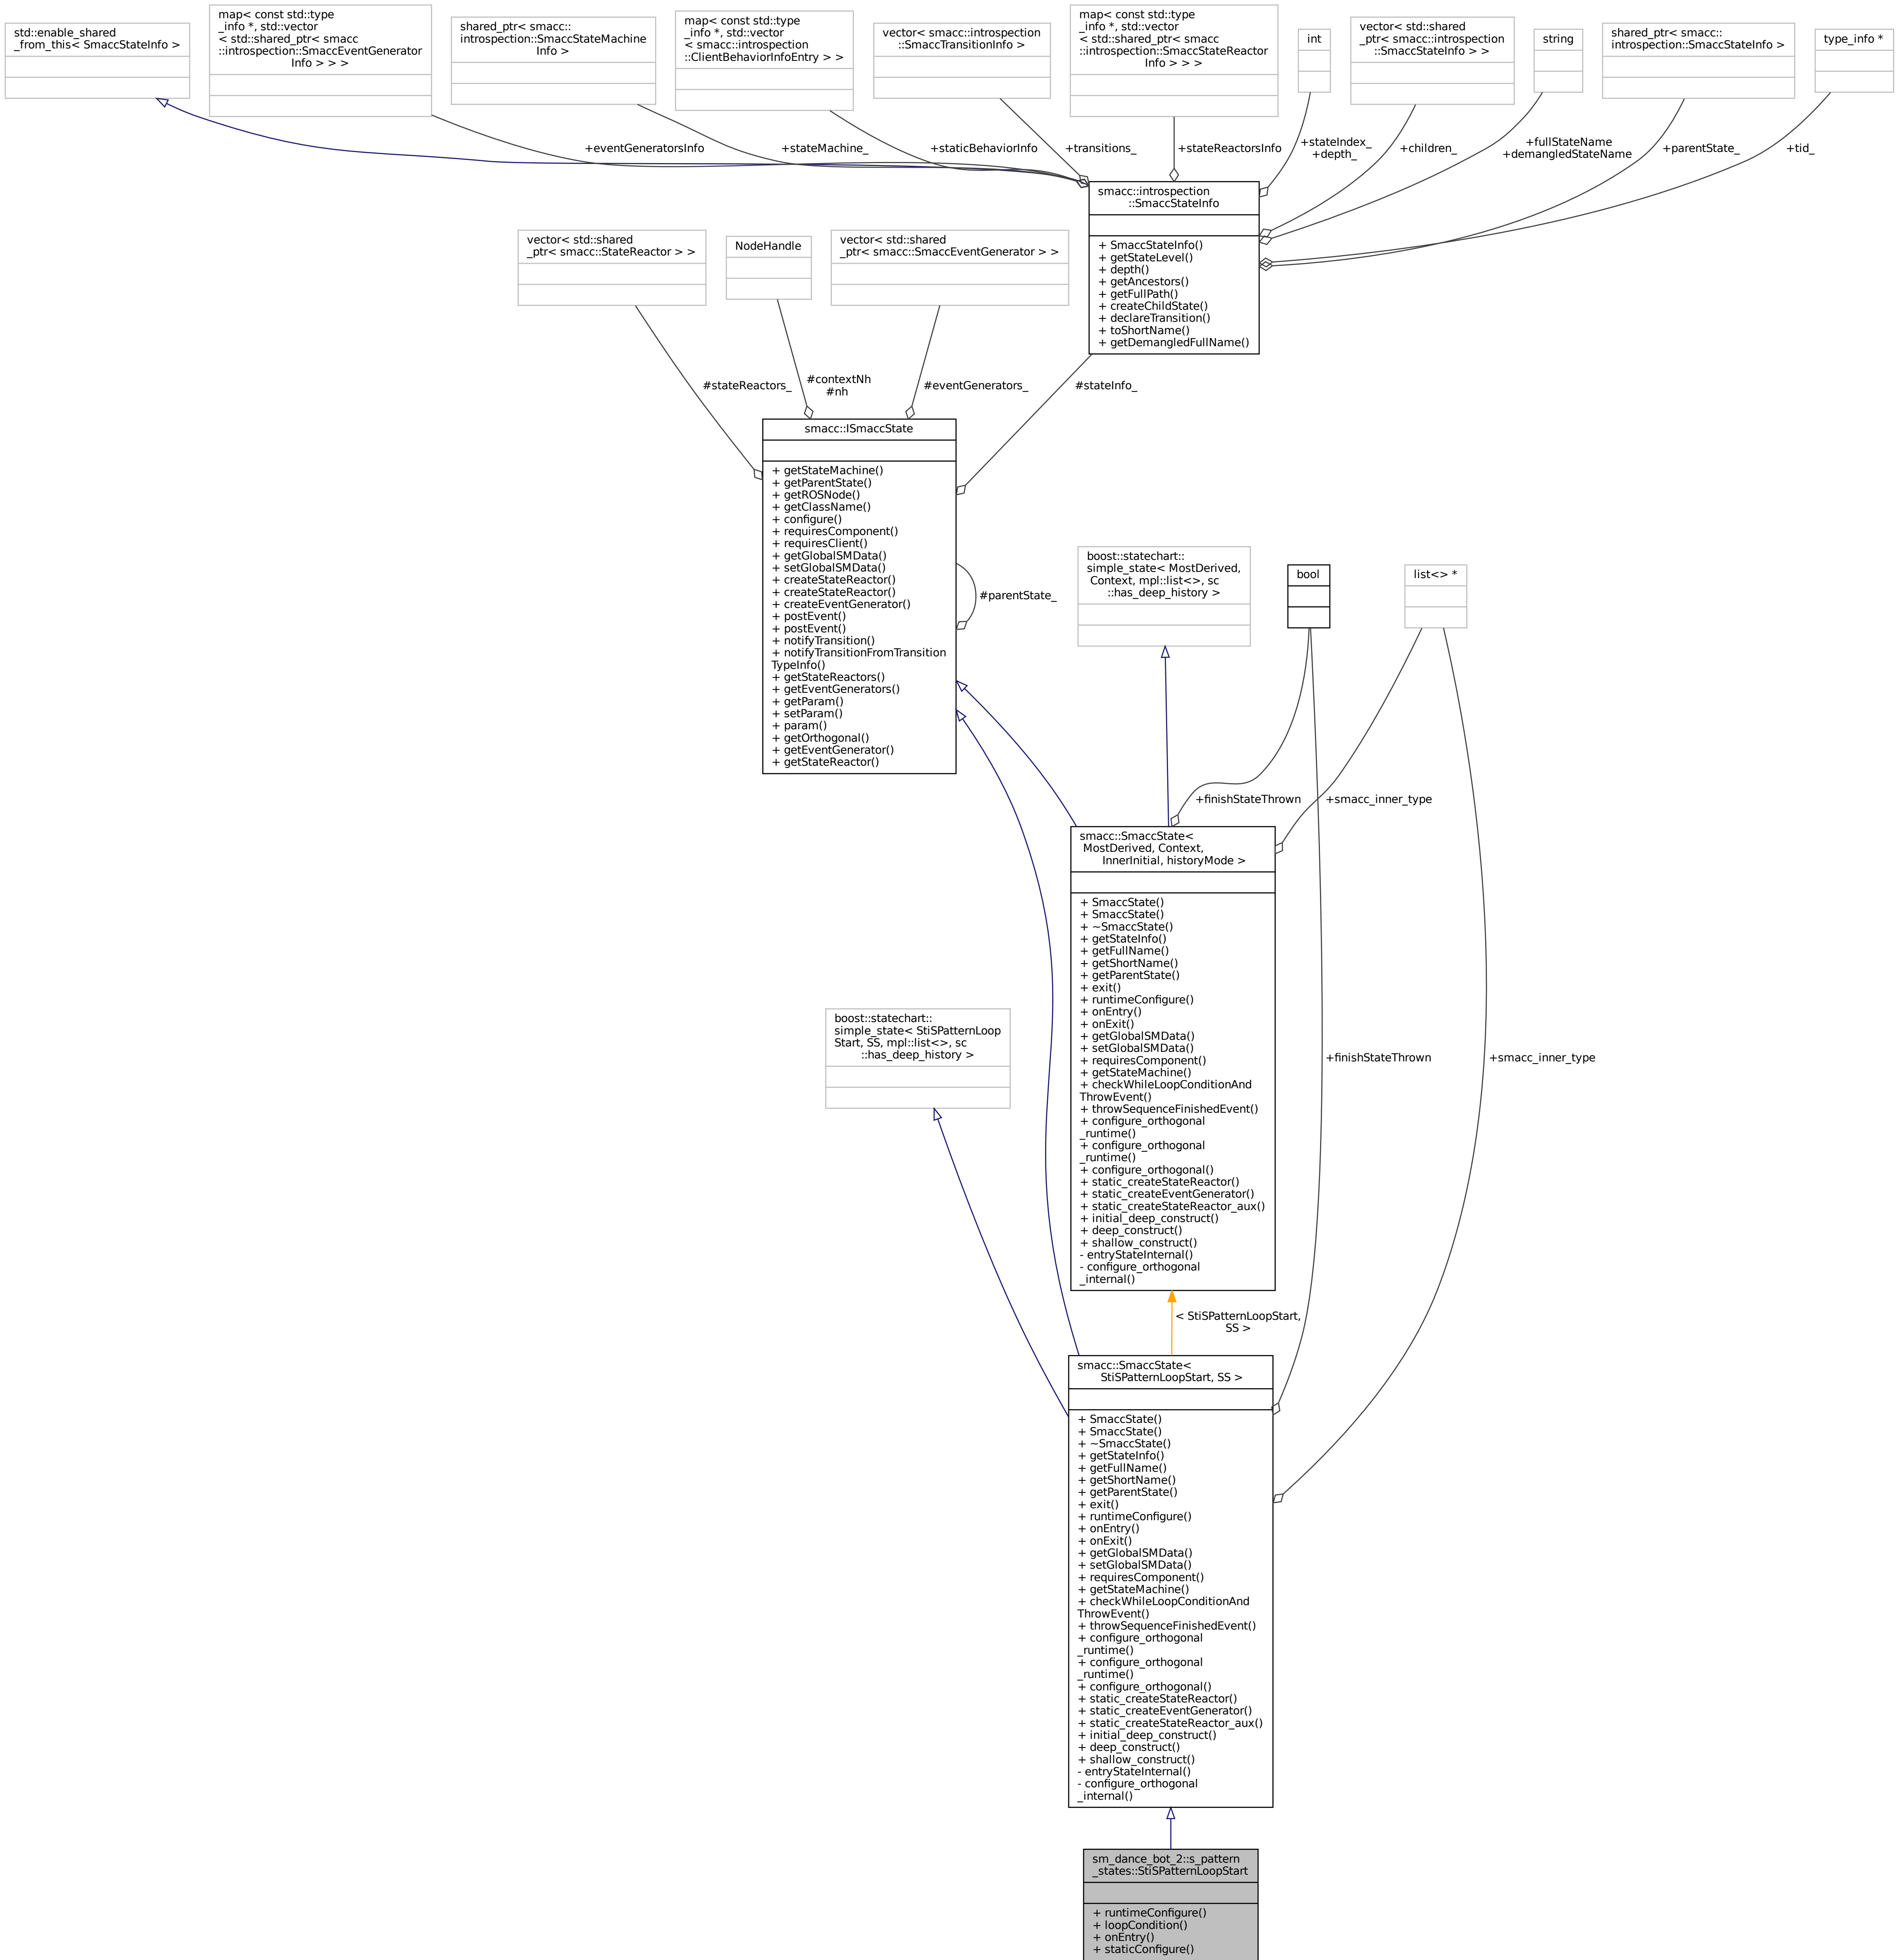 std::enable_shared
_from_this< SmaccStateInfo >
map< const std::type
_info *, std::vector
< std::shared_ptr< smacc
::introspection::SmaccEventGenerator
Info > > >
shared_ptr< smacc::
introspection::SmaccStateMachine
Info >
map< const std::type
_info *, std::vector
< smacc::introspection
::ClientBehaviorInfoEntry > >
vector< smacc::introspection
::SmaccTransitionInfo >
map< const std::type
_info *, std::vector
< std::shared_ptr< smacc
::introspection::SmaccStateReactor
Info > > >
int
vector< std::shared
_ptr< smacc::introspection
::SmaccStateInfo > >
string
shared_ptr< smacc::
introspection::SmaccStateInfo >
type_info *
+eventGeneratorsInfo
+stateMachine_
+staticBehaviorInfo
+transitions_
+stateReactorsInfo
+stateIndex_
+depth_
+children_
+fullStateName
+demangledStateName
+parentState_
+tid_
smacc::introspection
::SmaccStateInfo
+ SmaccStateInfo()
+ getStateLevel()
+ depth()
+ getAncestors()
+ getFullPath()
+ createChildState()
+ declareTransition()
+ toShortName()
+ getDemangledFullName()
vector< std::shared
_ptr< smacc::StateReactor > >
NodeHandle
vector< std::shared
_ptr< smacc::SmaccEventGenerator > >
#stateReactors_
#contextNh
#nh
#eventGenerators_
#stateInfo_
smacc::ISmaccState
+ getStateMachine()
+ getParentState()
+ getROSNode()
+ getClassName()
+ configure()
+ requiresComponent()
+ requiresClient()
+ getGlobalSMData()
+ setGlobalSMData()
+ createStateReactor()
+ createStateReactor()
+ createEventGenerator()
+ postEvent()
+ postEvent()
+ notifyTransition()
+ notifyTransitionFromTransition
TypeInfo()
+ getStateReactors()
+ getEventGenerators()
+ getParam()
+ setParam()
+ param()
+ getOrthogonal()
+ getEventGenerator()
+ getStateReactor()
#parentState_
boost::statechart::
simple_state< MostDerived,
Context, mpl::list<>, sc
::has_deep_history >
bool
list<> *
+finishStateThrown
+smacc_inner_type
smacc::SmaccState<
MostDerived, Context,
InnerInitial, historyMode >
+ SmaccState()
+ SmaccState()
+ ~SmaccState()
+ getStateInfo()
+ getFullName()
+ getShortName()
+ getParentState()
+ exit()
+ runtimeConfigure()
+ onEntry()
+ onExit()
+ getGlobalSMData()
+ setGlobalSMData()
+ requiresComponent()
+ getStateMachine()
+ checkWhileLoopConditionAnd
ThrowEvent()
+ throwSequenceFinishedEvent()
+ configure_orthogonal
_runtime()
+ configure_orthogonal
_runtime()
+ configure_orthogonal()
+ static_createStateReactor()
+ static_createEventGenerator()
+ static_createStateReactor_aux()
+ initial_deep_construct()
+ deep_construct()
+ shallow_construct()
- entryStateInternal()
- configure_orthogonal
_internal()
boost::statechart::
simple_state< StiSPatternLoop
Start, SS, mpl::list<>, sc
::has_deep_history >
+finishStateThrown
+smacc_inner_type
< StiSPatternLoopStart,
SS >
smacc::SmaccState<
StiSPatternLoopStart, SS >
+ SmaccState()
+ SmaccState()
+ ~SmaccState()
+ getStateInfo()
+ getFullName()
+ getShortName()
+ getParentState()
+ exit()
+ runtimeConfigure()
+ onEntry()
+ onExit()
+ getGlobalSMData()
+ setGlobalSMData()
+ requiresComponent()
+ getStateMachine()
+ checkWhileLoopConditionAnd
ThrowEvent()
+ throwSequenceFinishedEvent()
+ configure_orthogonal
_runtime()
+ configure_orthogonal
_runtime()
+ configure_orthogonal()
+ static_createStateReactor()
+ static_createEventGenerator()
+ static_createStateReactor_aux()
+ initial_deep_construct()
+ deep_construct()
+ shallow_construct()
- entryStateInternal()
- configure_orthogonal
_internal()
sm_dance_bot_2::s_pattern
_states::StiSPatternLoopStart
+ runtimeConfigure()
+ loopCondition()
+ onEntry()
+ staticConfigure()